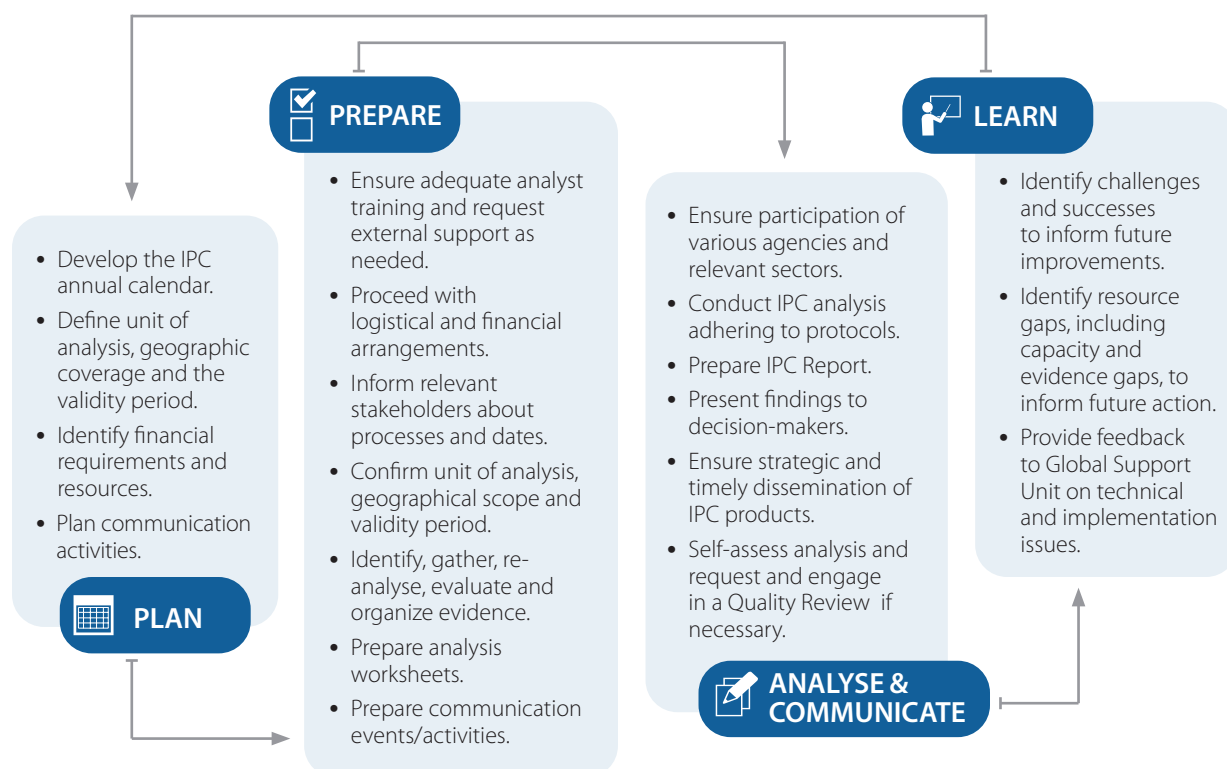 • Develop the IPC
annual calendar.
• Define unit of
analysis, geographic
coverage and the
validity period.
• Identify financial
requirements and
resources.
• Plan communication
activities.
PLAN
PREPARE
• Ensure adequate analyst
training and request
external support as
needed.
• Proceed with
logistical and financial
arrangements.
• Inform relevant
stakeholders about
processes and dates.
• Confirm unit of analysis,
geographical scope and
validity period.
• Identify, gather, re-
analyse, evaluate and
organize evidence.
• Prepare analysis
worksheets.
• Prepare communication
events/activities.
• Ensure participation of
various agencies and
relevant sectors.
• Conduct IPC analysis
adhering to protocols.
• Prepare IPC Report.
• Present findings to
decision-makers.
• Ensure strategic and
timely dissemination of
IPC products.
• Self-assess analysis and
request and engage
in a Quality Review if
necessary.
ANALYSE &
COMMUNICATE
LEARN
• Identify challenges
and successes
to inform future
improvements.
• Identify resource
gaps, including
capacity and
evidence gaps, to
inform future action.
• Provide feedback
to Global Support
Unit on technical
and implementation
issues.